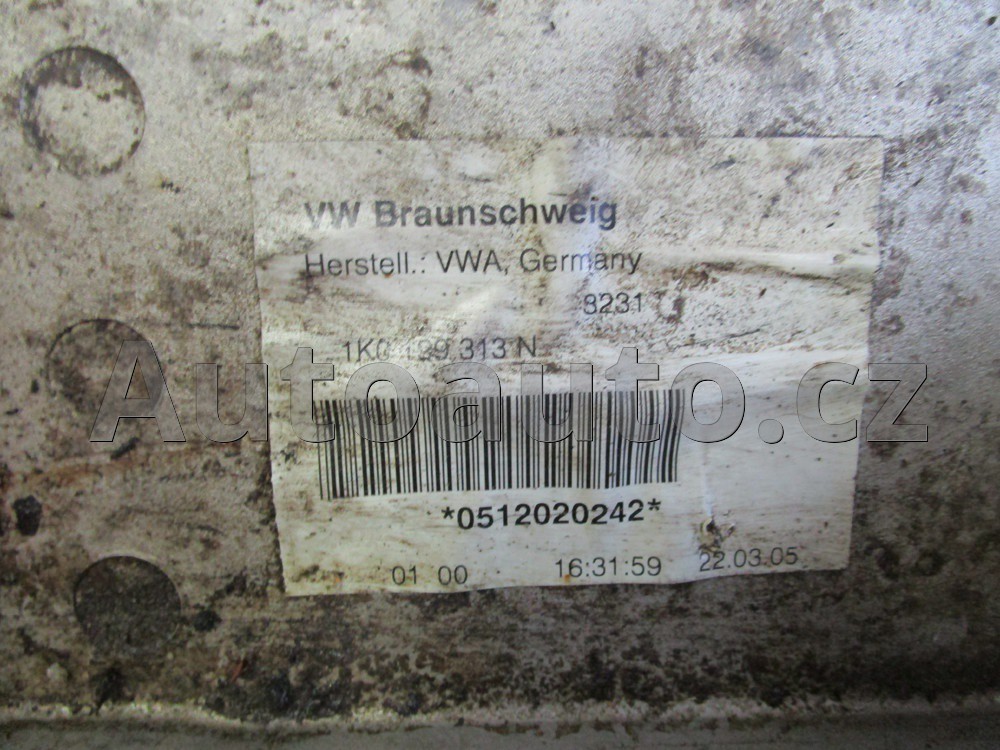 VW Braunschweig
Herstell.: VWA, Germany
8231
1K0 199 313 N
Autoauto.cz
*0512020242*
01 00 16:31:59 22.03.05